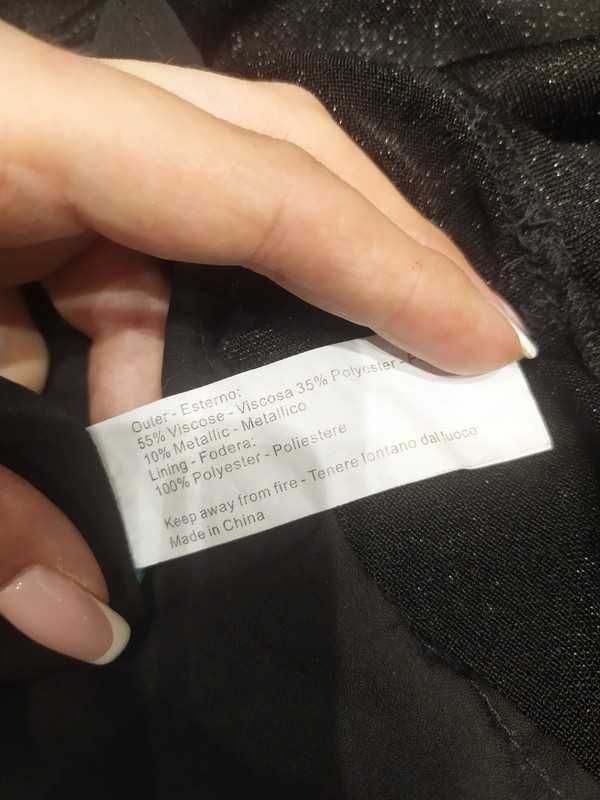 Outer - Esterno:
55% Viscose - Viscosa 35% Polyester -
10% Metallic - Metallico
Lining - Fodera:
100% Polyester - Poliestere
Keep away from fire - Tenere lontano dal fuoco
Made in China